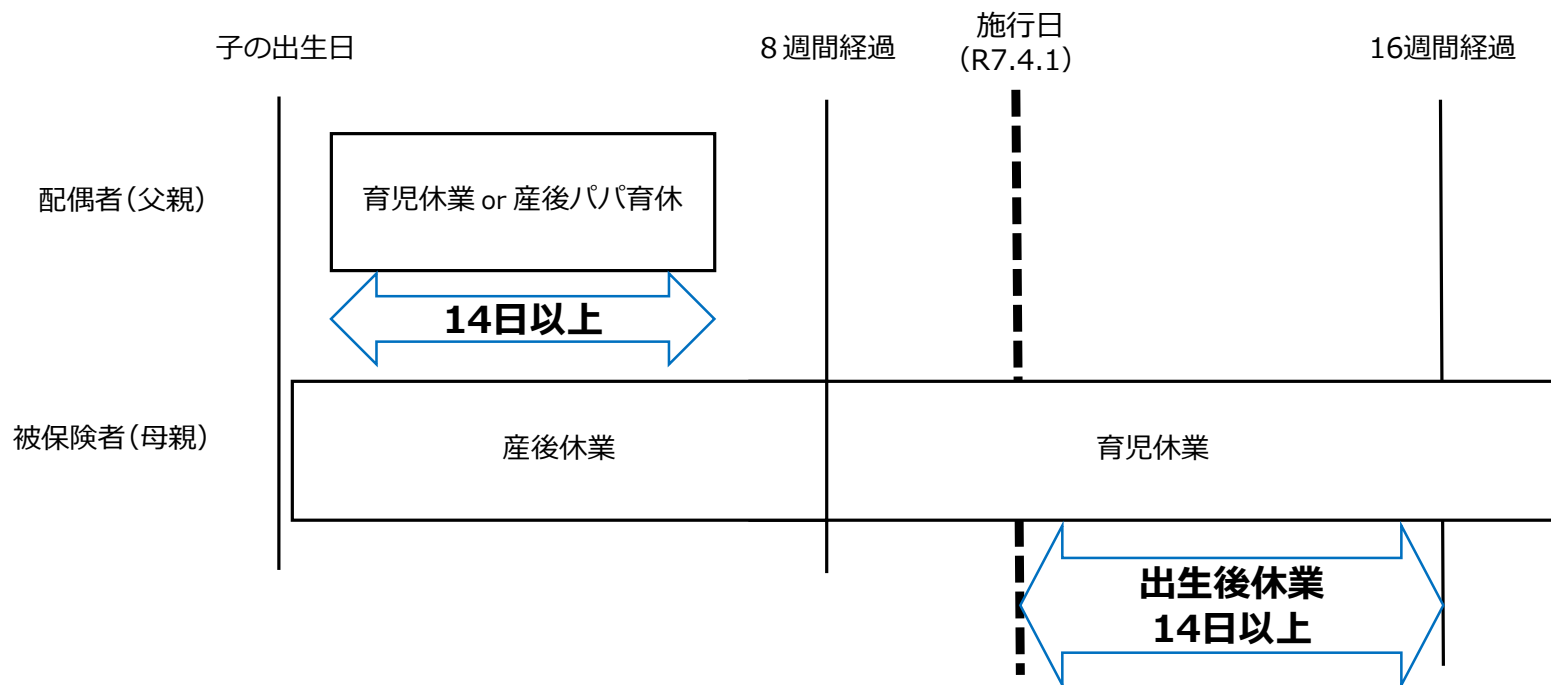 子の出生日
８週間経過
施行日
(R7.4.1)
16週間経過
配偶者(父親)
育児休業 or 産後パパ育休
14日以上
被保険者(母親)
産後休業
育児休業
出生後休業
14日以上